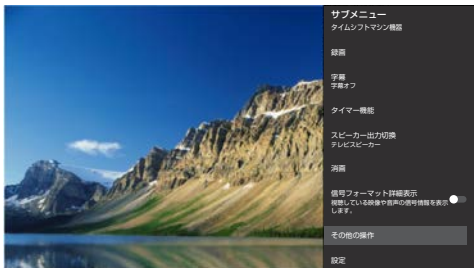 サブメニュー
タイムシフトマシン機器
録画
字幕
字幕オフ
タイマー機能
スピーカー出力切換
テレビスピーカー
消画
信号フォーマット詳細表示
視聴している映像や音声の信号情報を表示
します。
その他の操作
設定